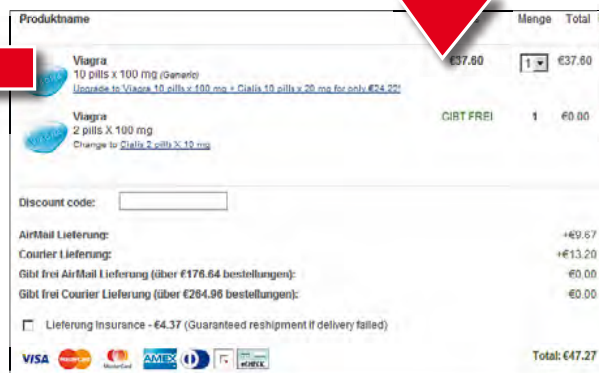 Produktname Menge Total
Viagra €37.60 1 €37.60
10 pills x 100 mg (Generic)
Upgrade to Viagra 10 pills x 100 mg + Cialis 10 pills x 20 mg for only €24.22!
Viagra GIBT FREI 1 €0.00
2 pills X 100 mg
Change to Cialis 2 pills X 10 mg
Discount code:
AirMail Lieferung: +€9.67
Courier Lieferung: +€13.20
Gibt frei AirMail Lieferung (über €176.64 bestellungen): €0.00
Gibt frei Courier Lieferung (über €264.96 bestellungen): €0.00
Lieferung Insurance - €4.37 (Guaranteed reshipment if delivery failed)
VISA MasterCard MasterCard AMEX eCHECK Total: €47.27